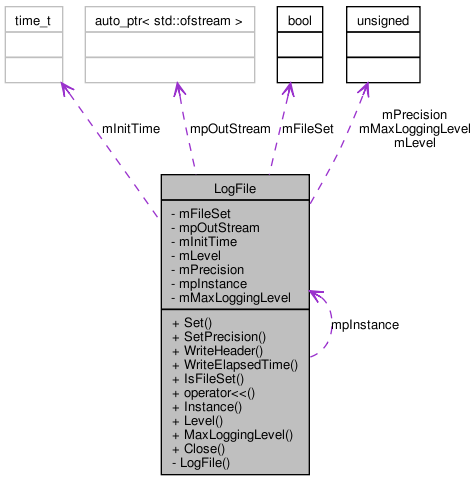 time_t
auto_ptr< std::ofstream >
bool
unsigned
mInitTime
mpOutStream
mFileSet
mPrecision
mMaxLoggingLevel
mLevel
LogFile
- mFileSet
- mpOutStream
- mInitTime
- mLevel
- mPrecision
- mpInstance
- mMaxLoggingLevel
mpInstance
+ Set()
+ SetPrecision()
+ WriteHeader()
+ WriteElapsedTime()
+ IsFileSet()
+ operator<<()
+ Instance()
+ Level()
+ MaxLoggingLevel()
+ Close()
- LogFile()